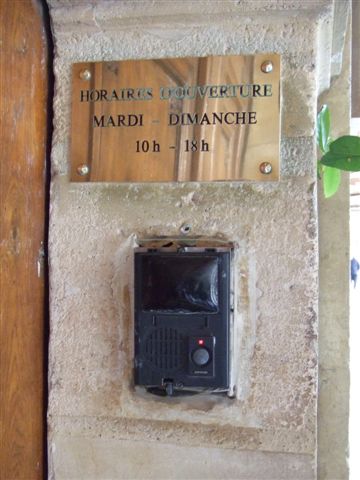 HORAIRES D'OUVERTURE
MARDI - DIMANCHE
10 h - 18 h